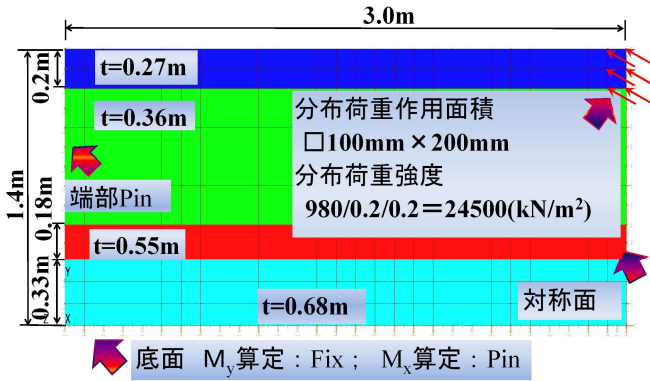 3.0m
0.2m
t=0.27m
t=0.36m
分布荷重作用面積
□100mm×200mm
分布荷重強度
980/0.2/0.2=24500(kN/m²)
1.4m
端部Pin
0.18m
t=0.55m
0.33m
Y
X
t=0.68m
対称面
底面 My算定:Fix; Mx算定:Pin